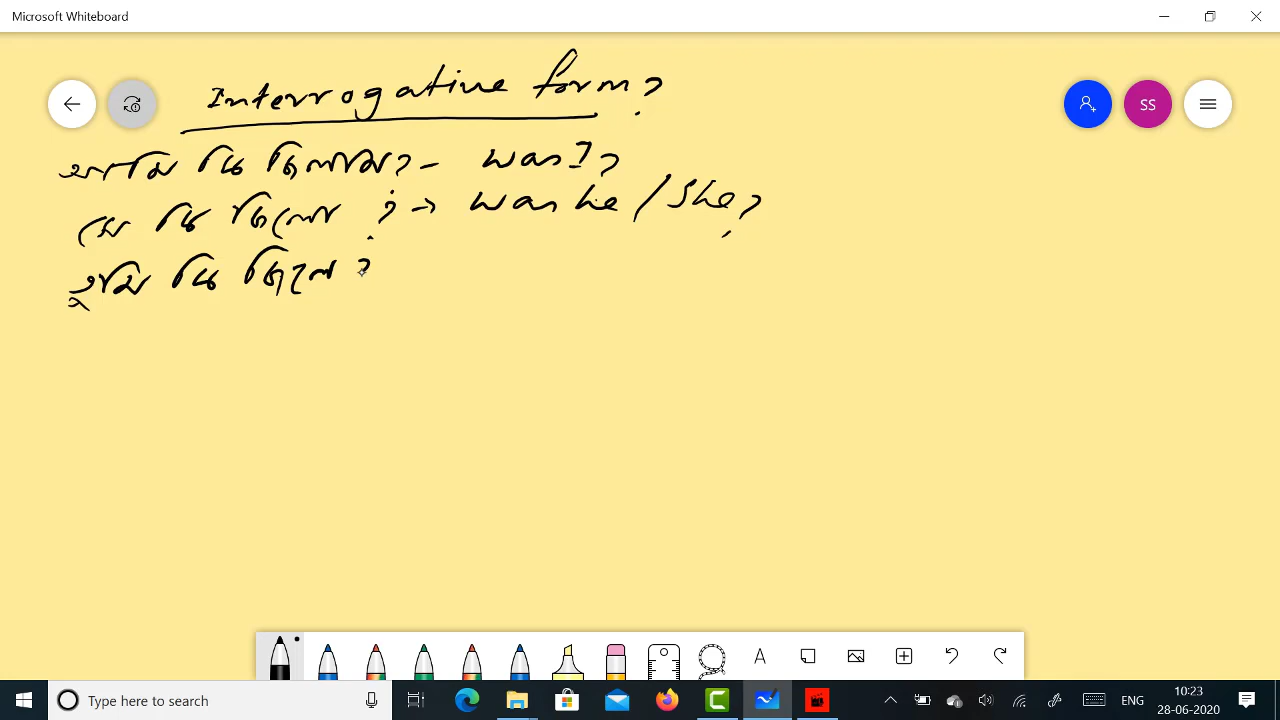 Microsoft Whiteboard
SS
Interrogative form?
আমি কি ছিলাম? - was I?
সে কি ছিলো ? → was he / she ?
তুমি কি ছিলে ?
A
Type here to search
ENG
10:23
28-06-2020